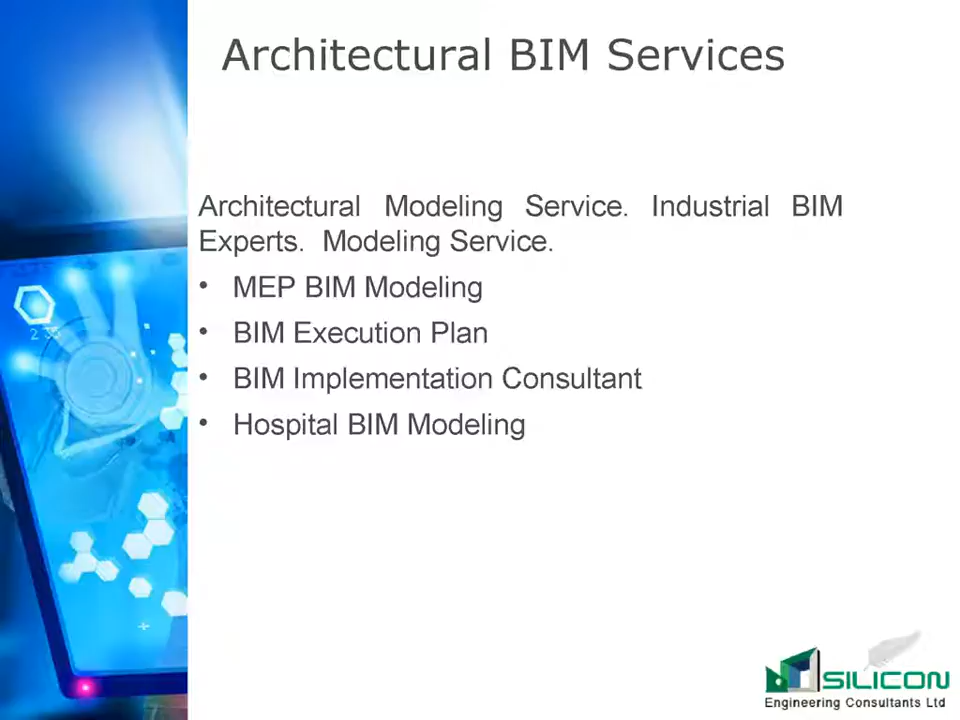 Architectural BIM Services
Architectural Modeling Service. Industrial BIM
Experts. Modeling Service.
• MEP BIM Modeling
• BIM Execution Plan
• BIM Implementation Consultant
• Hospital BIM Modeling
SILICON
Engineering Consultants Ltd